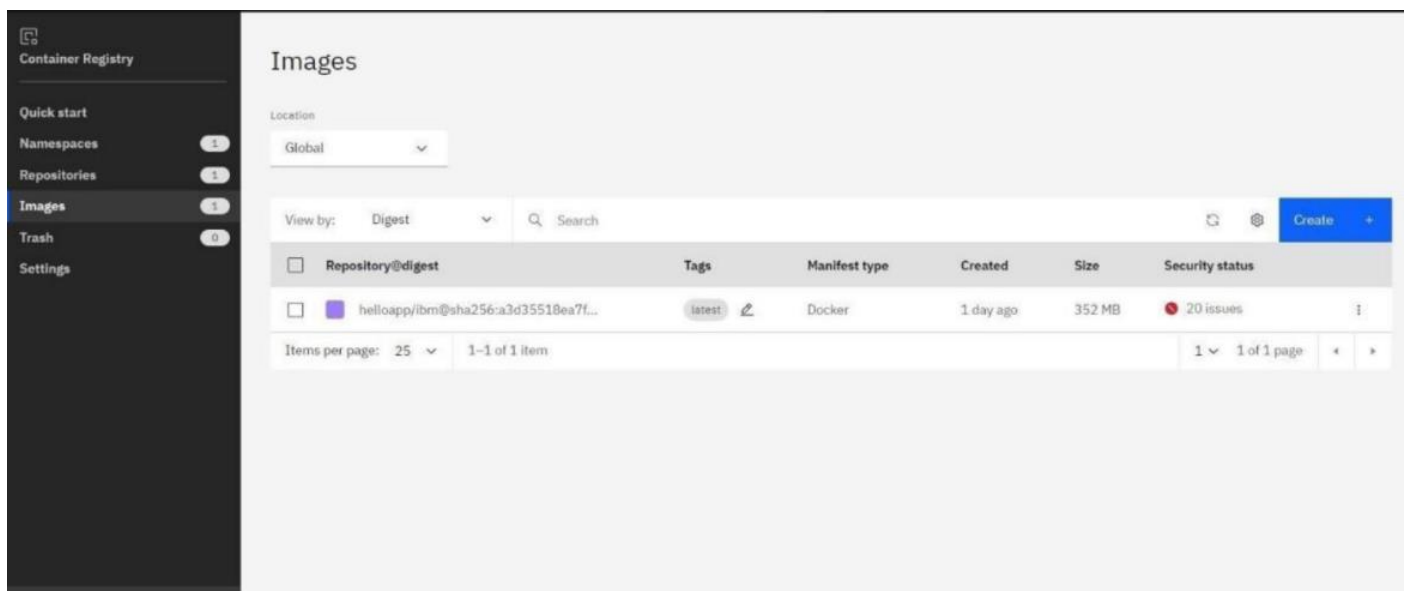 Container Registry
Quick start
Namespaces 1
Repositories 1
Images 1
Trash 0
Settings
Images
Location
Global
View by: Digest Search Create +
Repository@digest Tags Manifest type Created Size Security status
helloapp/ibm@sha256:a3d35518ea7f... latest Docker 1 day ago 352 MB 20 issues
Items per page: 25 1–1 of 1 item 1 1 of 1 page